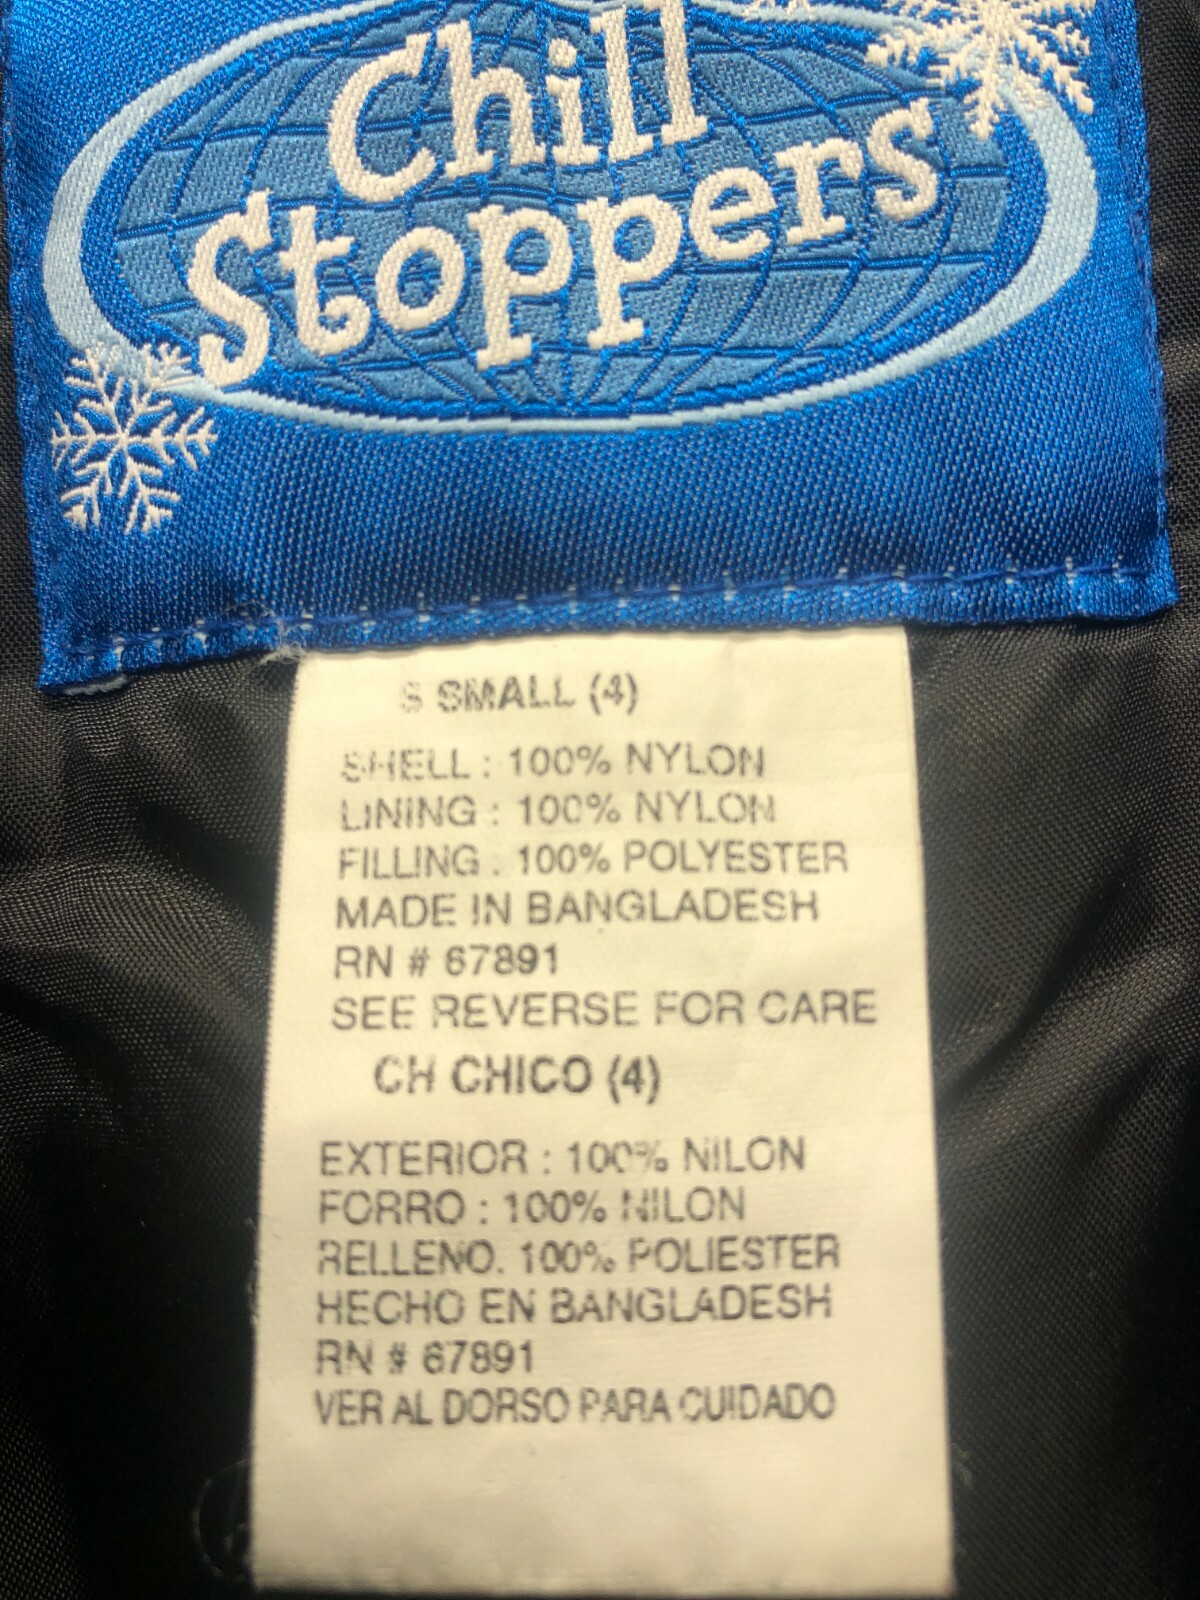 Chill
Stoppers
S SMALL (4)
SHELL : 100% NYLON
LINING : 100% NYLON
FILLING . 100% POLYESTER
MADE IN BANGLADESH
RN # 67891
SEE REVERSE FOR CARE
CH CHICO (4)
EXTERIOR : 100% NILON
FORRO : 100% NILON
RELLENO. 100% POLIESTER
HECHO EN BANGLADESH
RN # 67891
VER AL DORSO PARA CUIDADO